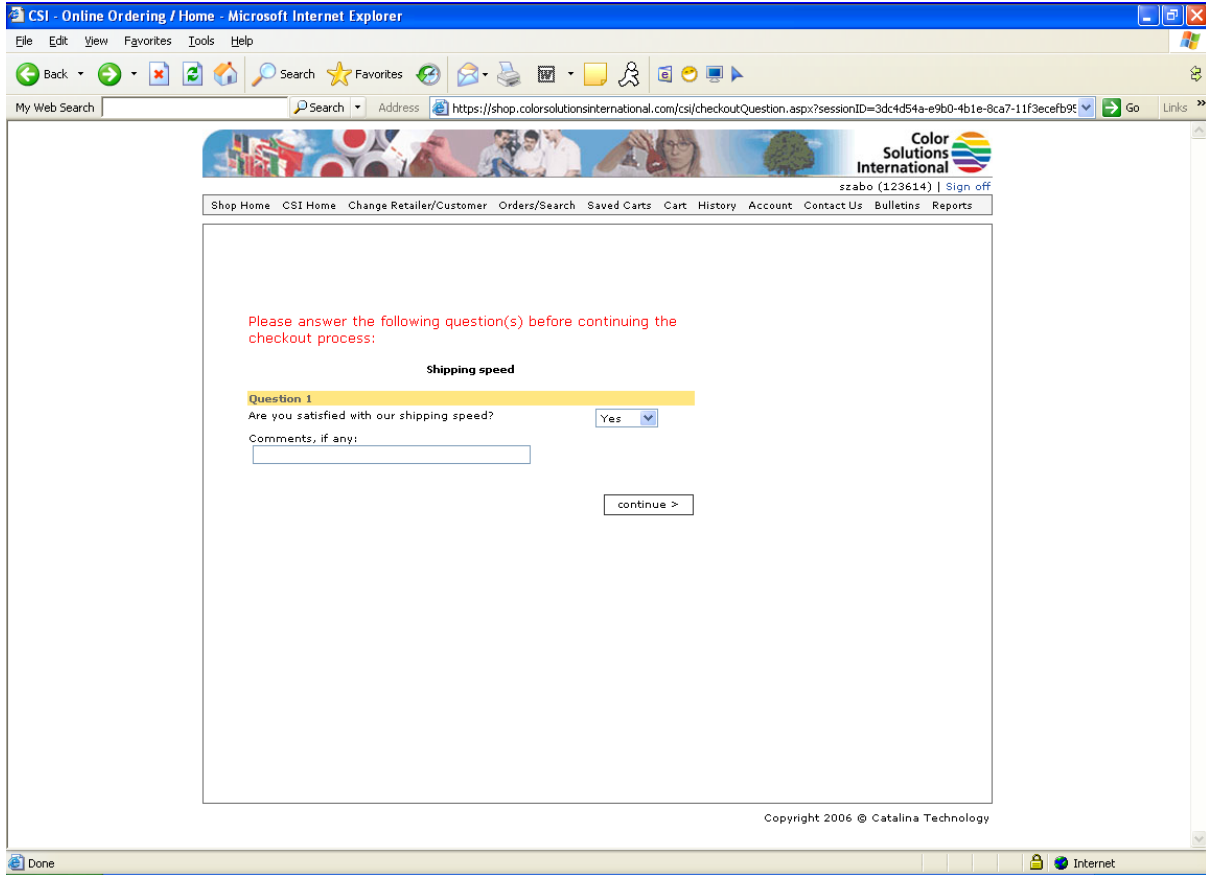 CSI - Online Ordering / Home - Microsoft Internet Explorer
File Edit View Favorites Tools Help
Back Search Favorites
My Web Search Search Address https://shop.colorsolutionsinternational.com/csi/checkoutQuestion.aspx?sessionID=3dc4d54a-e9b0-4b1e-8ca7-11f3ecefb95 Go Links »
Color
Solutions
International
szabo (123614) | Sign off
Shop Home CSI Home Change Retailer/Customer Orders/Search Saved Carts Cart History Account Contact Us Bulletins Reports
Please answer the following question(s) before continuing the
checkout process:
Shipping speed
Question 1
Are you satisfied with our shipping speed? Yes
Comments, if any:
continue >
Copyright 2006 © Catalina Technology
Done Internet